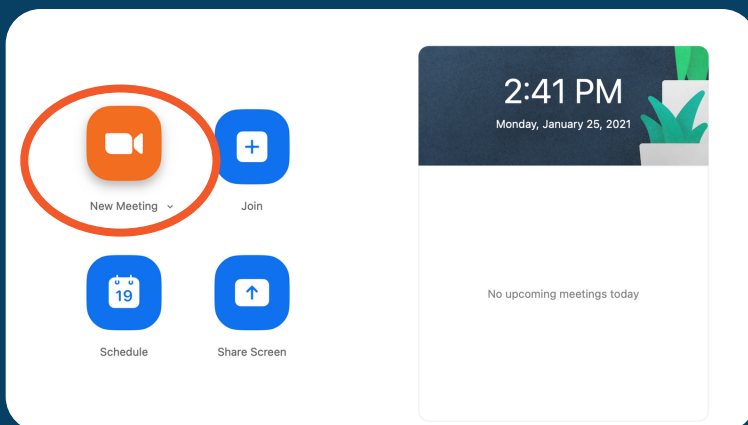 2:41 PM
Monday, January 25, 2021
New Meeting
Join
19
Schedule
Share Screen
No upcoming meetings today